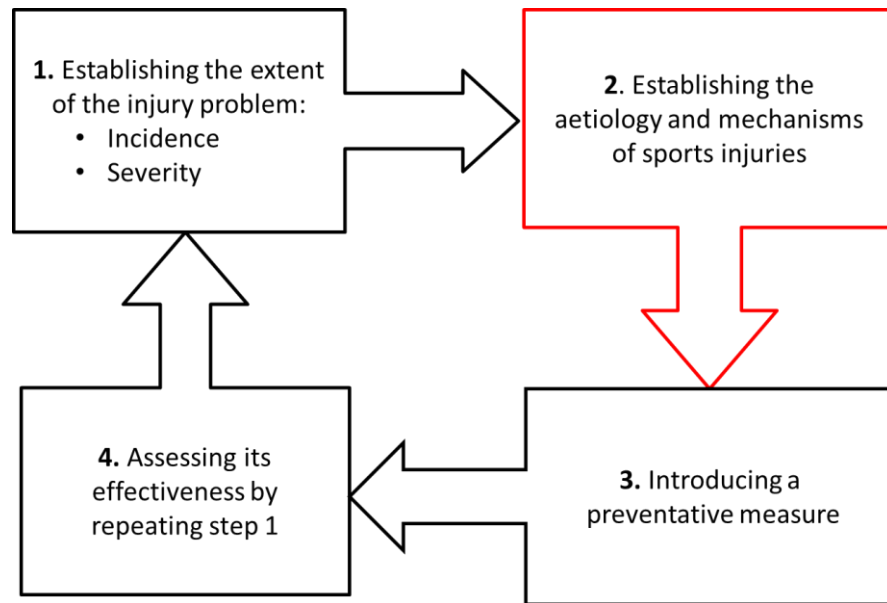 1. Establishing the extent
of the injury problem:
• Incidence
• Severity
2. Establishing the
aetiology and mechanisms
of sports injuries
4. Assessing its
effectiveness by
repeating step 1
3. Introducing a
preventative measure